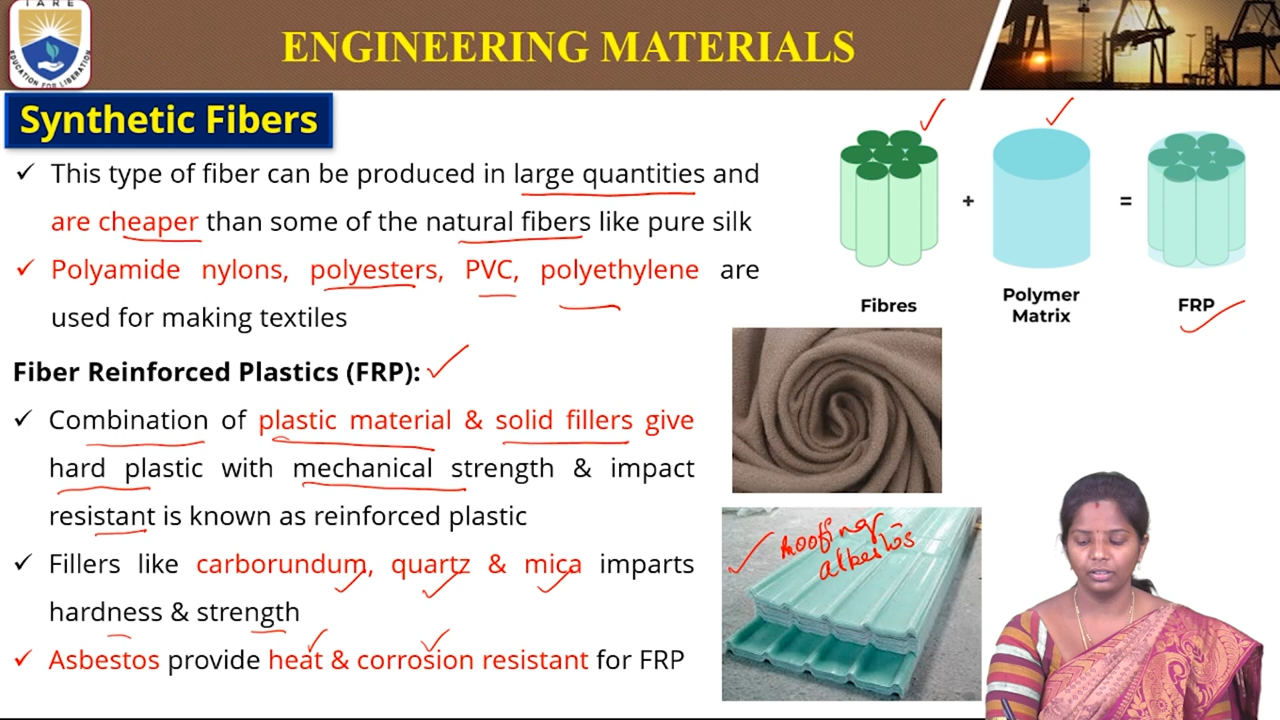 IARE
EDUCATION FOR LIBERATION
ENGINEERING MATERIALS
Synthetic Fibers
✓ This type of fiber can be produced in large quantities and
are cheaper than some of the natural fibers like pure silk
✓ Polyamide nylons, polyesters, PVC, polyethylene are
used for making textiles
Fiber Reinforced Plastics (FRP):
✓ Combination of plastic material & solid fillers give
hard plastic with mechanical strength & impact
resistant is known as reinforced plastic
✓ Fillers like carborundum, quartz & mica imparts
hardness & strength
✓ Asbestos provide heat & corrosion resistant for FRP
+
=
Fibres
Polymer
Matrix
FRP
roofing